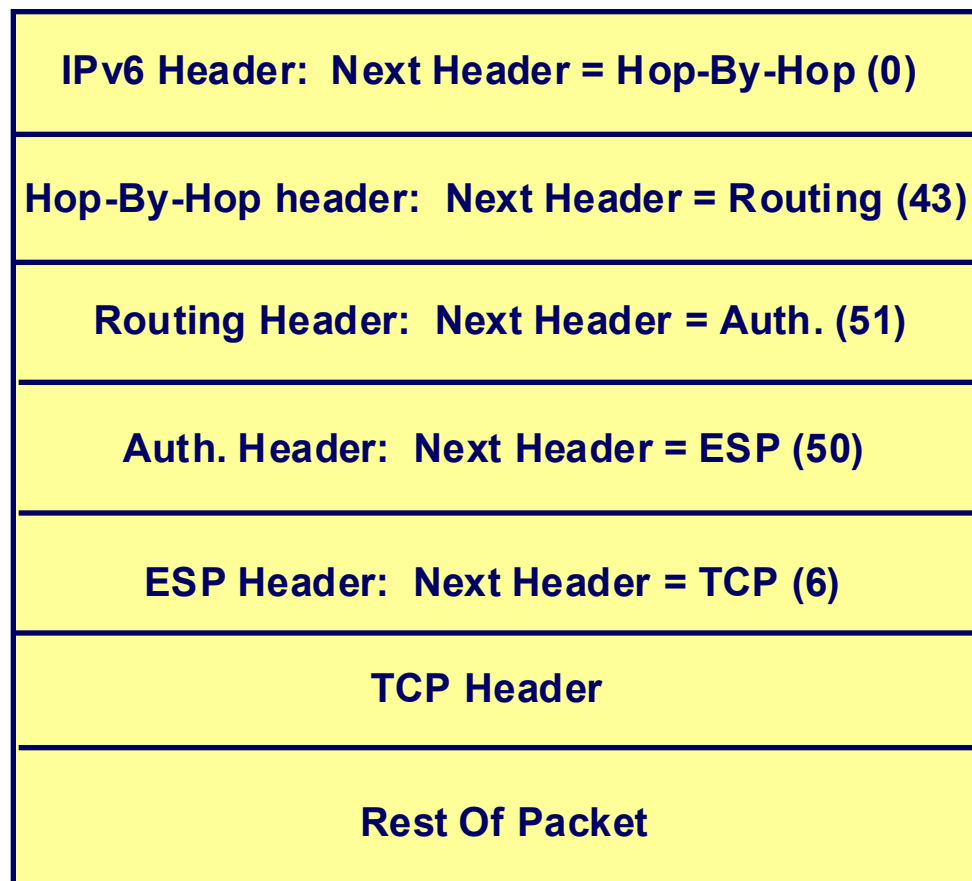 IPv6 Header: Next Header = Hop-By-Hop (0)
Hop-By-Hop header: Next Header = Routing (43)
Routing Header: Next Header = Auth. (51)
Auth. Header: Next Header = ESP (50)
ESP Header: Next Header = TCP (6)
TCP Header
Rest Of Packet